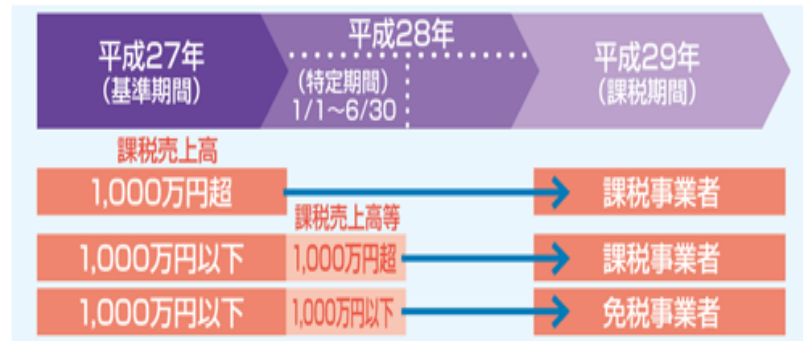 平成27年
(基準期間)
平成28年
(特定期間)
1/1~6/30
平成29年
(課税期間)
課税売上高
1,000万円超
課税事業者
課税売上高等
1,000万円以下
1,000万円超
課税事業者
1,000万円以下
1,000万円以下
免税事業者